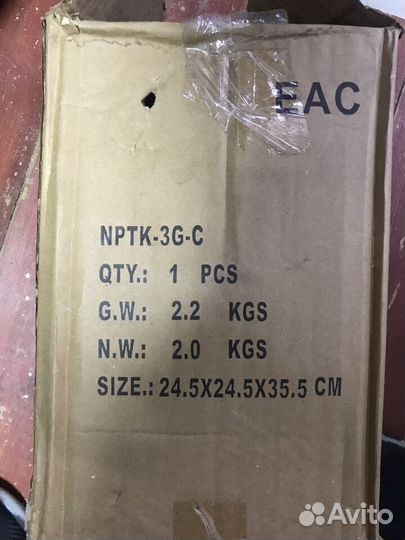 EAC
NPTK-3G-C
QTY.: 1 PCS
G.W.: 2.2 KGS
N.W.: 2.0 KGS
SIZE.: 24.5X24.5X35.5 CM
Avito